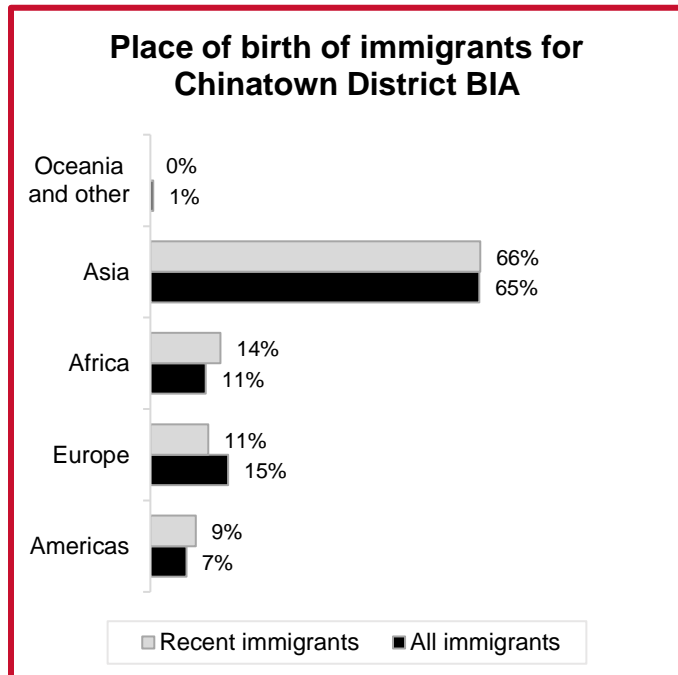 Place of birth of immigrants for
Chinatown District BIA
Oceania
and other
0%
1%
Asia
66%
65%
Africa
14%
11%
Europe
11%
15%
Americas
9%
7%
Recent immigrants
All immigrants